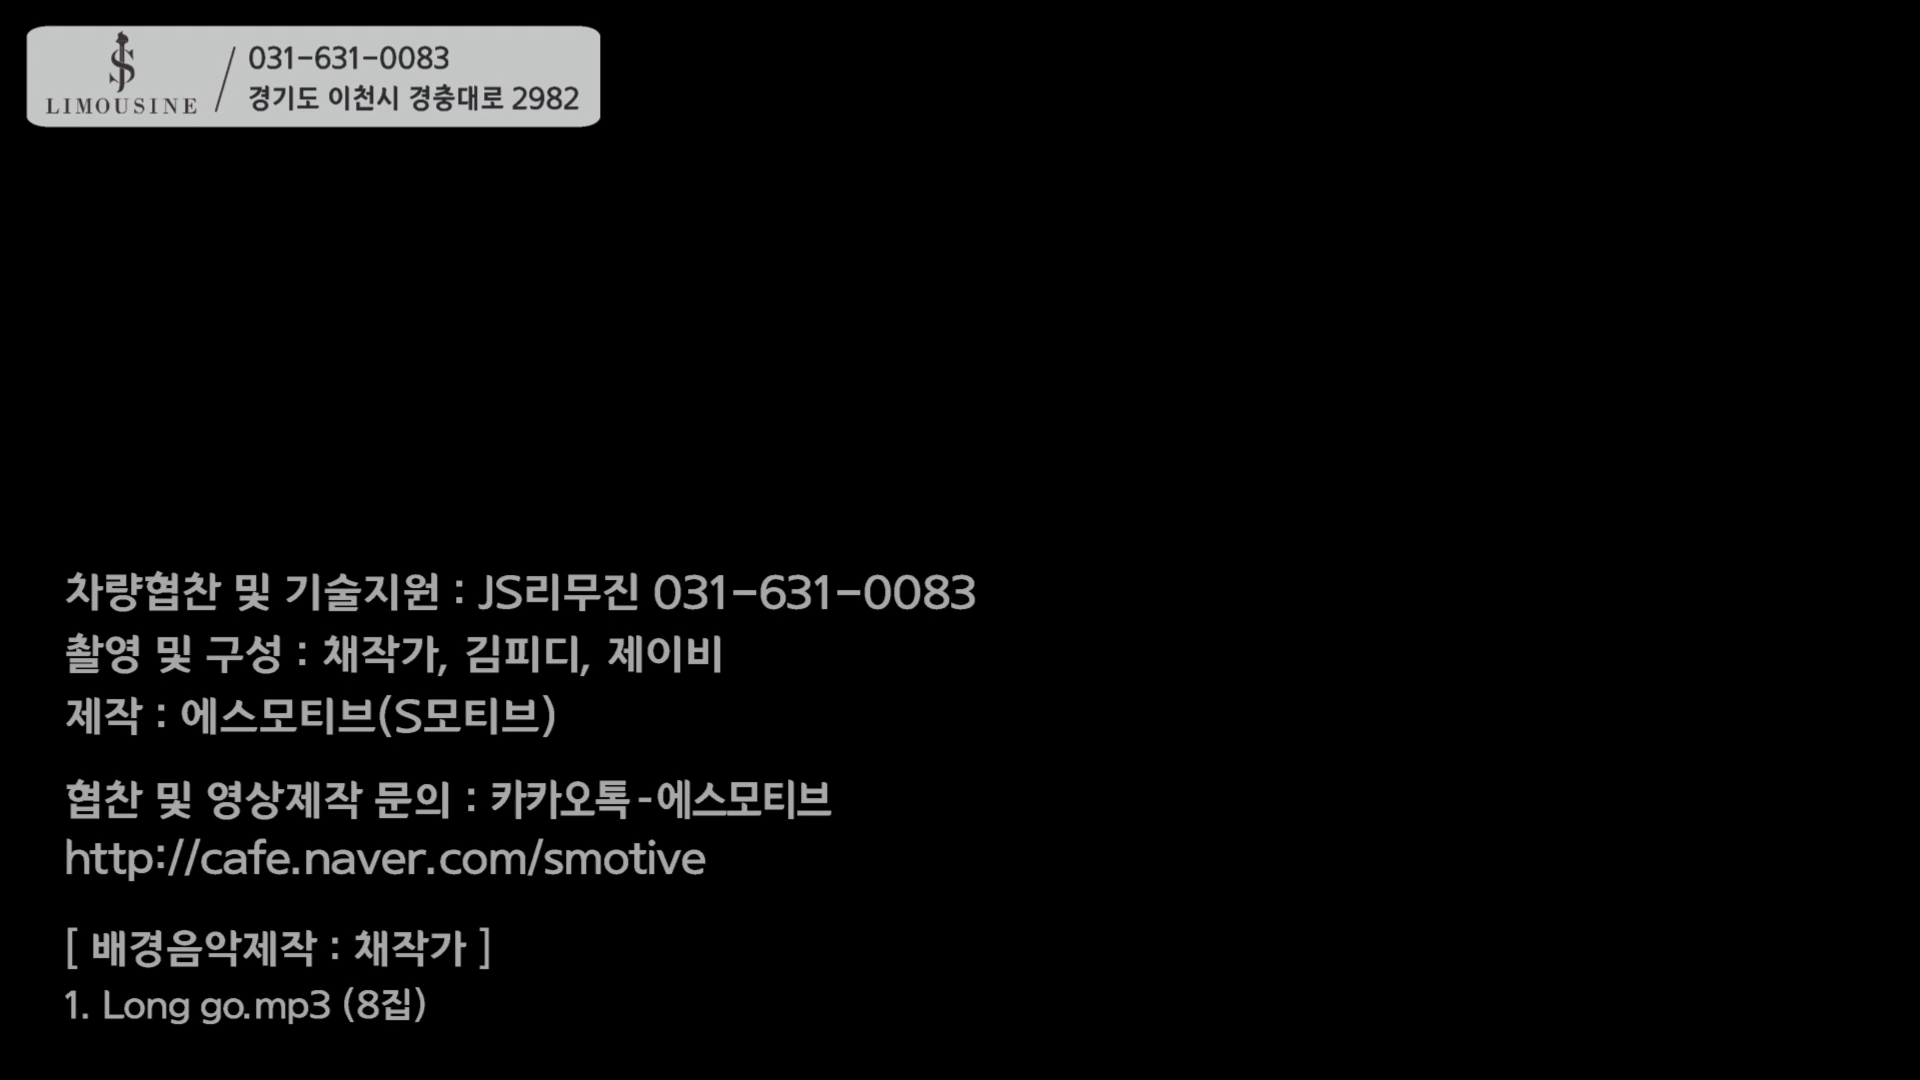 JS
LIMOUSINE
031-631-0083
경기도 이천시 경충대로 2982
차량협찬 및 기술지원 : JS리무진 031-631-0083
촬영 및 구성 : 채작가, 김피디, 제이비
제작 : 에스모티브(S모티브)
협찬 및 영상제작 문의 : 카카오톡-에스모티브
http://cafe.naver.com/smotive
[ 배경음악제작 : 채작가 ]
1. Long go.mp3 (8집)